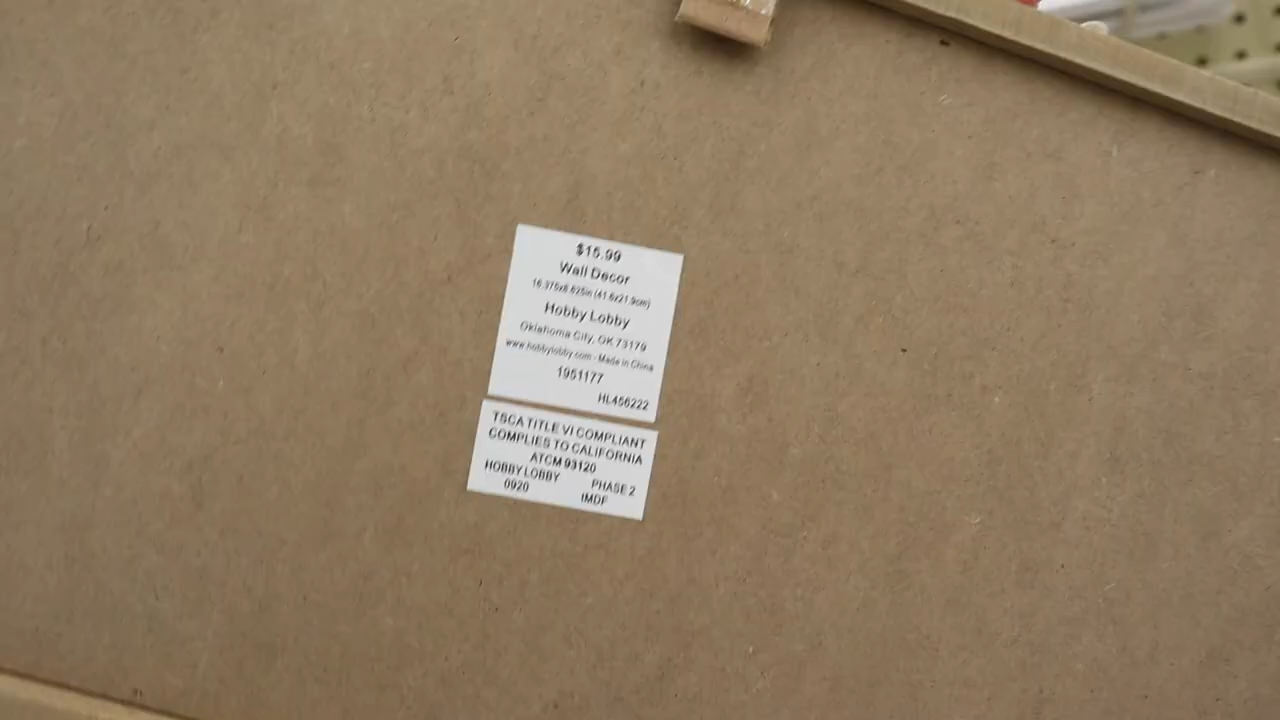 $15.99
Wall Decor
16.375x8.625in (41.6x21.9cm)
Hobby Lobby
Oklahoma City, OK 73179
www.hobbylobby.com - Made in China
1951177
HL456222
TSCA TITLE VI COMPLIANT
COMPLIES TO CALIFORNIA
ATCM 93120
HOBBY LOBBY PHASE 2
0920 tMDF